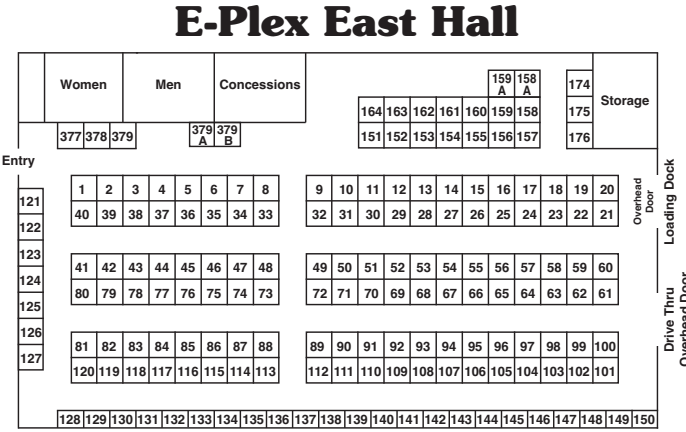 E-Plex East Hall
Women Men Concessions
159 A 158 A 174
Storage
164 163 162 161 160 159 158 175
377 378 379 379 A 379 B 151 152 153 154 155 156 157 176
Entry
1 2 3 4 5 6 7 8 9 10 11 12 13 14 15 16 17 18 19 20
40 39 38 37 36 35 34 33 32 31 30 29 28 27 26 25 24 23 22 21
Overhead Door
Loading Dock
121
122
123
124
125
126
127
41 42 43 44 45 46 47 48 49 50 51 52 53 54 55 56 57 58 59 60
80 79 78 77 76 75 74 73 72 71 70 69 68 67 66 65 64 63 62 61
Drive Thru
Overhead Door
81 82 83 84 85 86 87 88 89 90 91 92 93 94 95 96 97 98 99 100
120 119 118 117 116 115 114 113 112 111 110 109 108 107 106 105 104 103 102 101
128 129 130 131 132 133 134 135 136 137 138 139 140 141 142 143 144 145 146 147 148 149 150